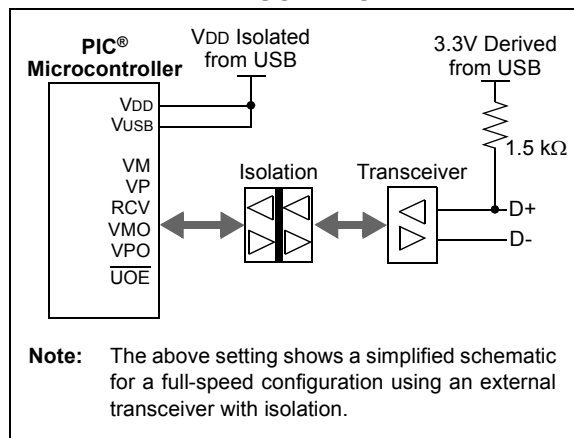 PIC®
Microcontroller
VDD Isolated
from USB
3.3V Derived
from USB
VDD
VUSB
1.5 kΩ
VM
VP
RCV
VMO
VPO
UOE
Isolation
Transceiver
D+
D-
Note: The above setting shows a simplified schematic
for a full-speed configuration using an external
transceiver with isolation.